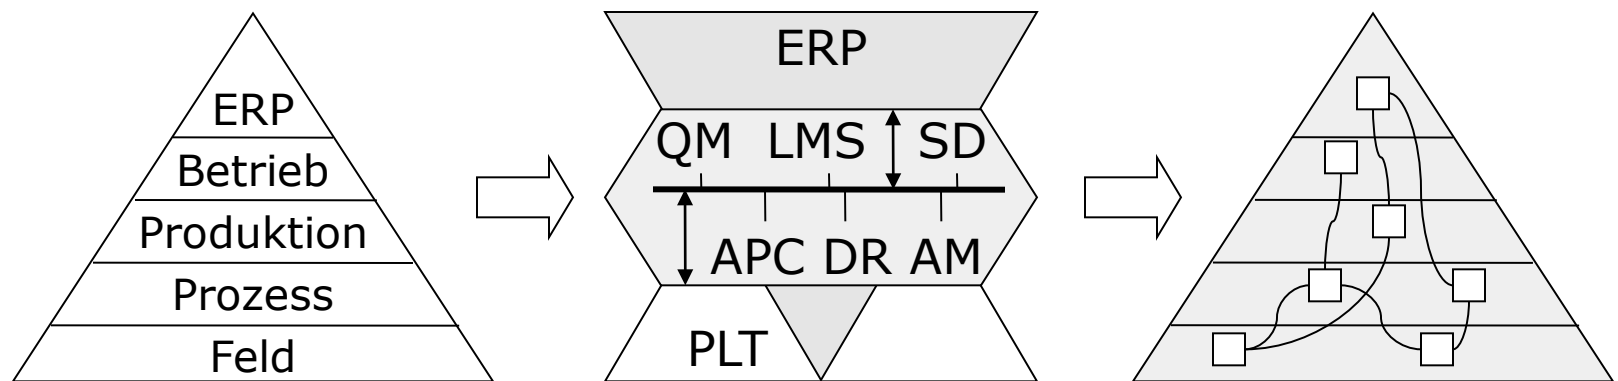 ERP
Betrieb
Produktion
Prozess
Feld
ERP
QM LMS SD
APC DR AM
PLT